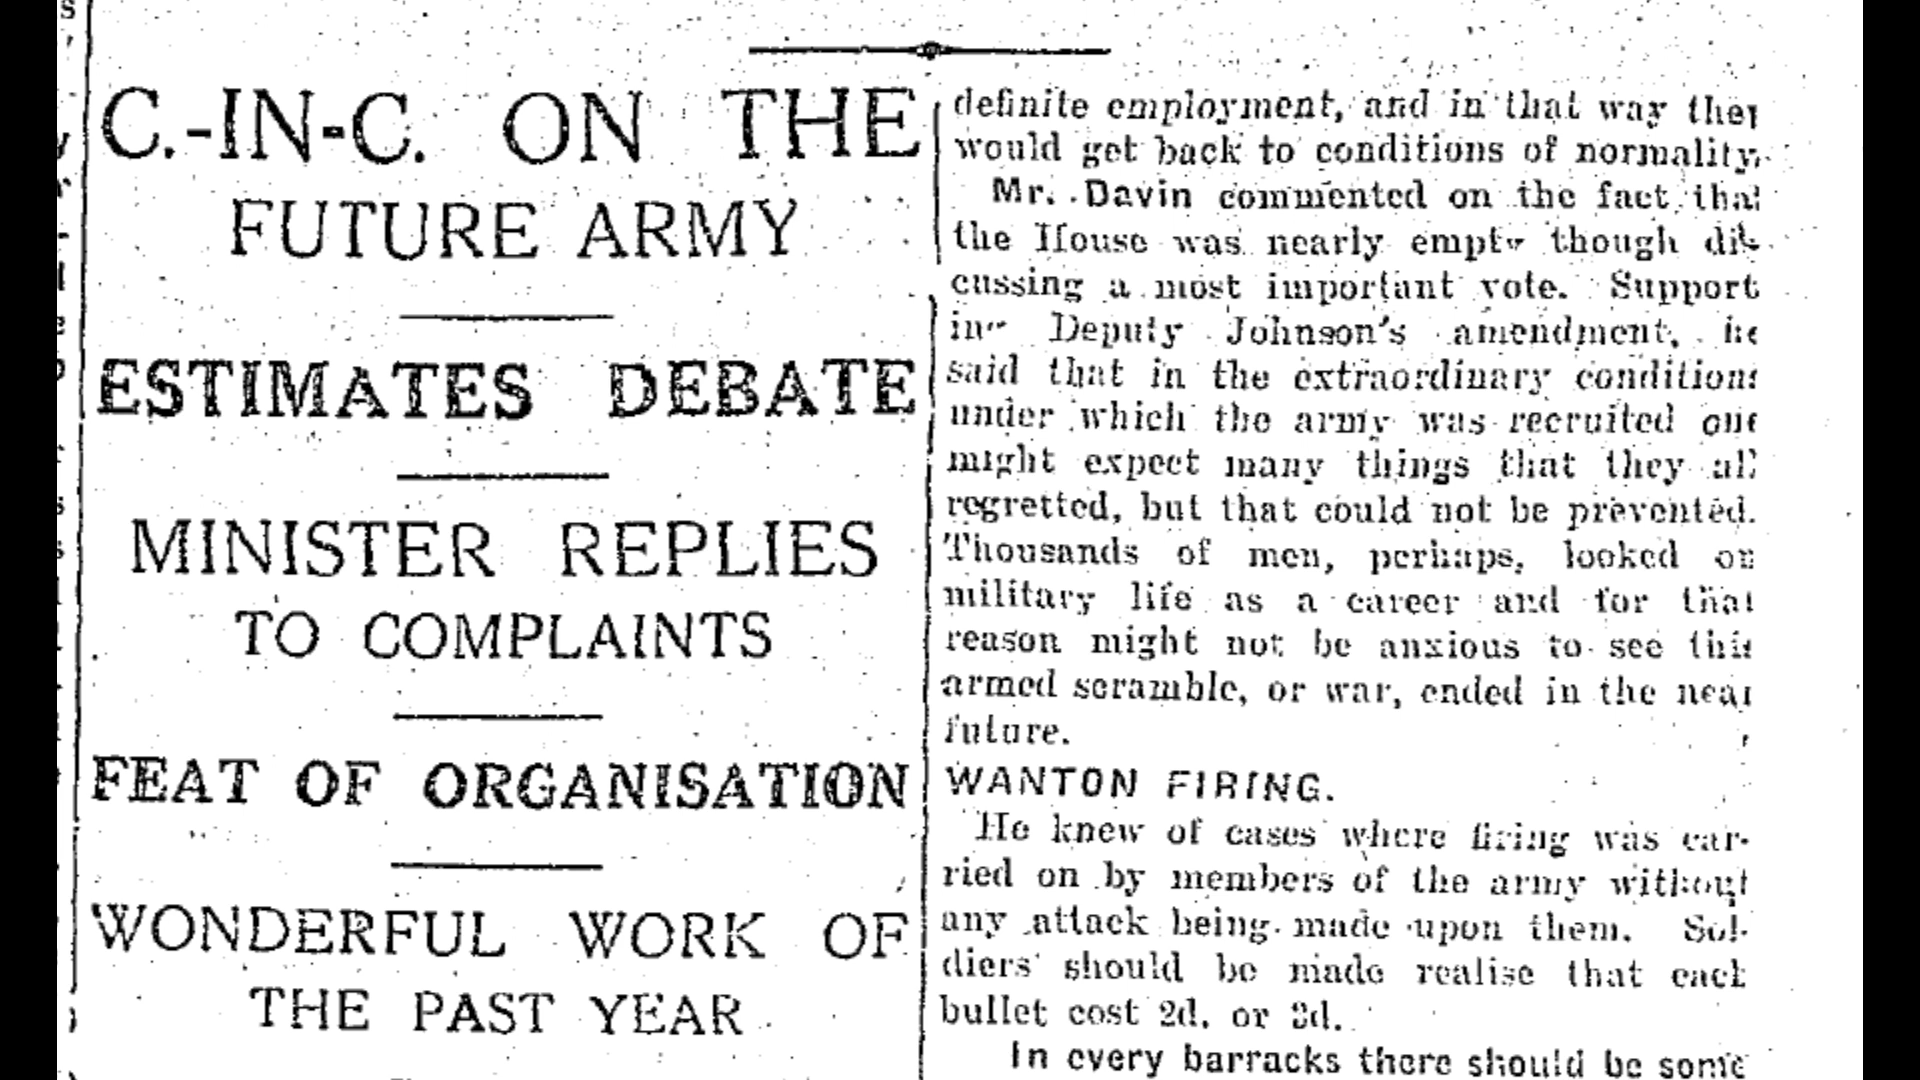 C.-IN-C. ON THE
FUTURE ARMY
ESTIMATES DEBATE
MINISTER REPLIES
TO COMPLAINTS
FEAT OF ORGANISATION
WONDERFUL WORK OF
THE PAST YEAR
definite employment, and in that way they
would get back to conditions of normality.
Mr. Davin commented on the fact that
the House was nearly empty though dis-
cussing a most important vote. Support
ing Deputy Johnson's amendment, he
said that in the extraordinary conditions
under which the army was recruited one
might expect many things that they all
regretted, but that could not be prevented.
Thousands of men, perhaps, looked on
military life as a career and for that
reason might not be anxious to see this
armed scramble, or war, ended in the near
future.
WANTON FIRING.
He knew of cases where firing was car-
ried on by members of the army without
any attack being made upon them. Sol-
diers should be made realise that each
bullet cost 2d. or 3d.
In every barracks there should be some